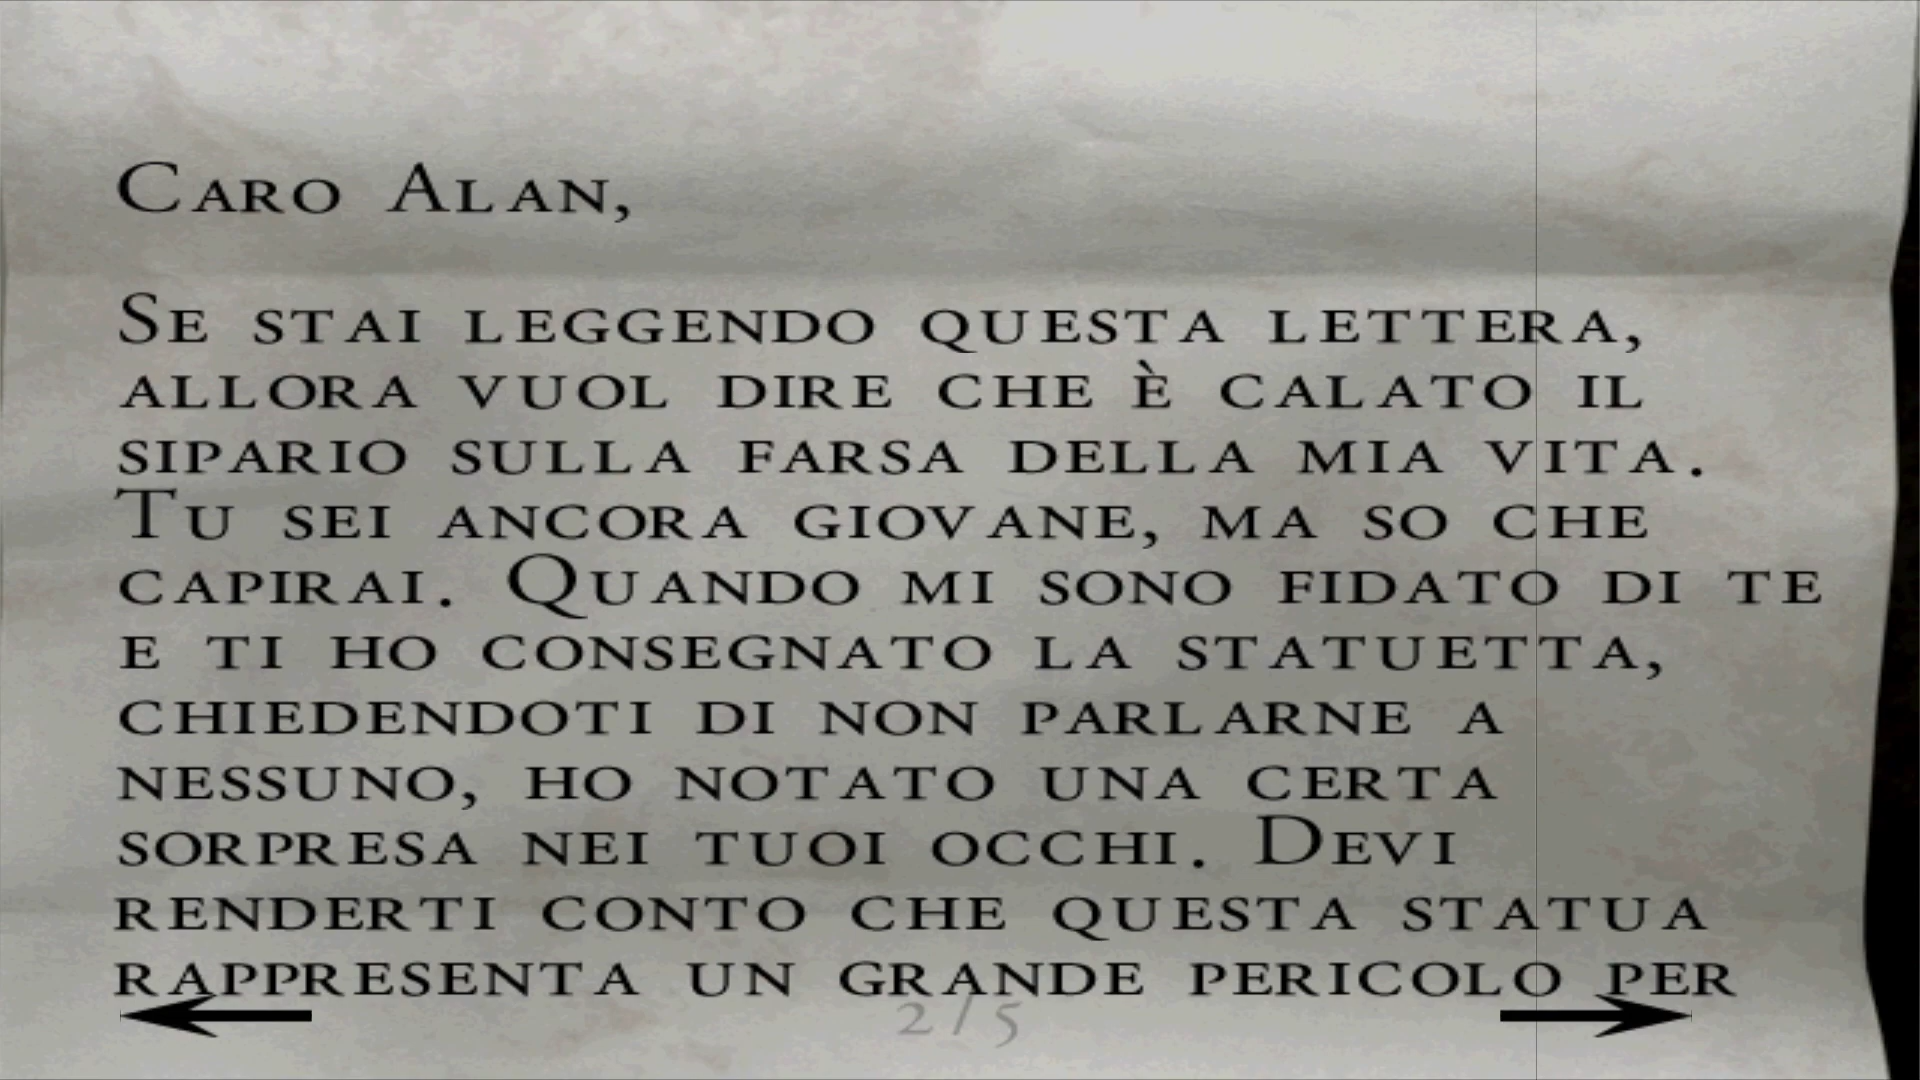 Caro Alan,
Se stai leggendo questa lettera,
allora vuol dire che è calato il
sipario sulla farsa della mia vita.
Tu sei ancora giovane, ma so che
capirai. Quando mi sono fidato di te
e ti ho consegnato la statuetta,
chiedendoti di non parlarne a
nessuno, ho notato una certa
sorpresa nei tuoi occhi. Devi
renderti conto che questa statua
rappresenta un grande pericolo per
2/5